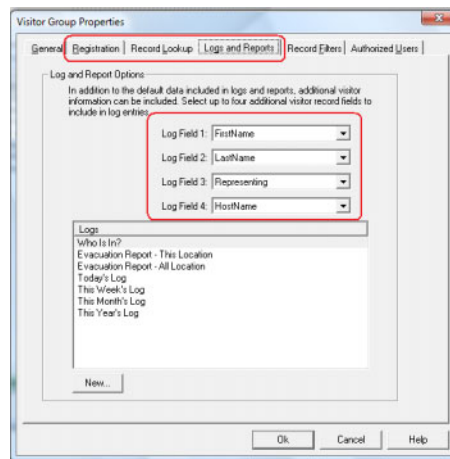 Visitor Group Properties
General Registration Record Lookup Logs and Reports Record Filters Authorized Users
Log and Report Options
In addition to the default data included in logs and reports, additional visitor
information can be included. Select up to four additional visitor record fields to
include in log entries.
Log Field 1: FirstName
Log Field 2: LastName
Log Field 3: Representing
Log Field 4: HostName
Logs
Who Is In?
Evacuation Report - This Location
Evacuation Report - All Location
Today's Log
This Week's Log
This Month's Log
This Year's Log
New...
Ok Cancel Help